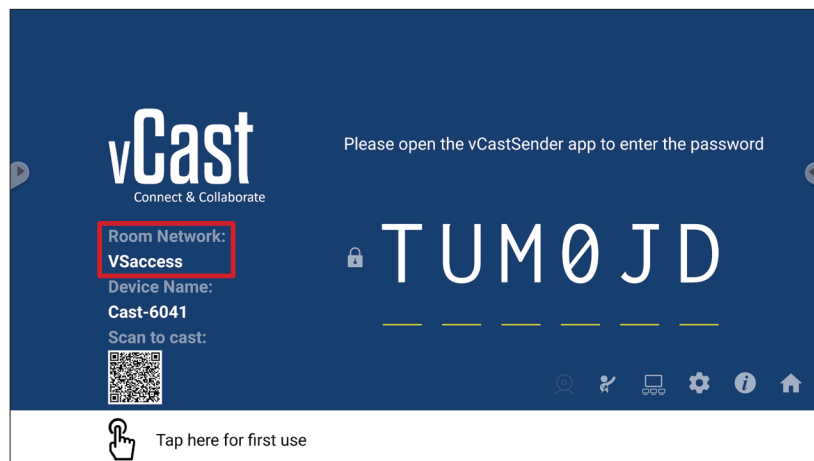 vCast
Connect & Collaborate
Please open the vCastSender app to enter the password
Room Network:
VSaccess
Device Name:
Cast-6041
Scan to cast:
TUM0JD
Tap here for first use